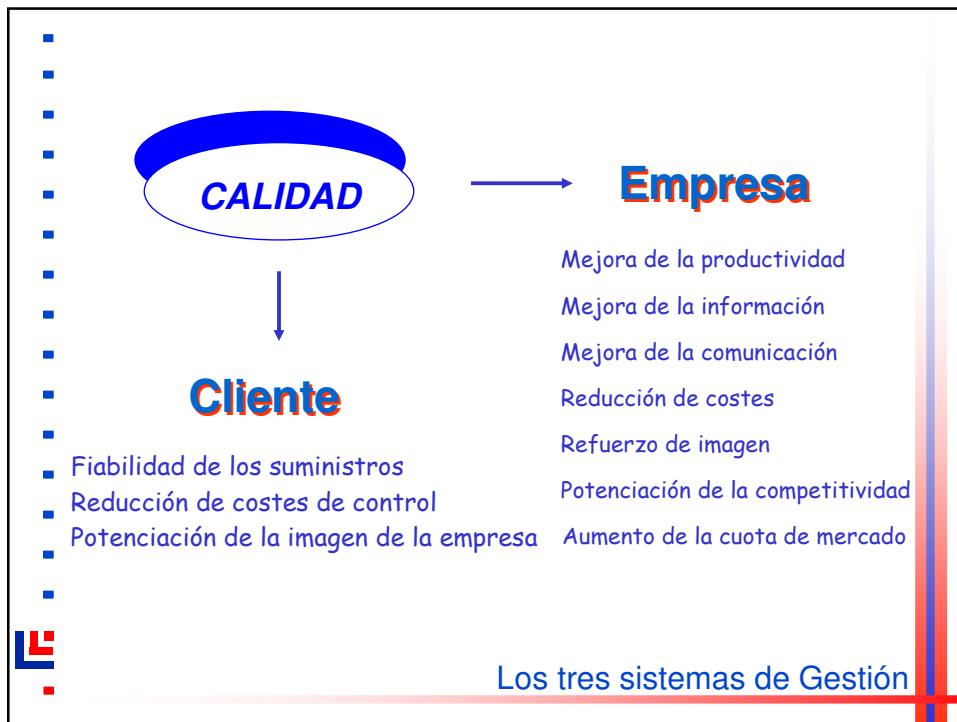 CALIDAD
Empresa
Mejora de la productividad
Mejora de la información
Mejora de la comunicación
Reducción de costes
Refuerzo de imagen
Potenciación de la competitividad
Aumento de la cuota de mercado
Cliente
Fiabilidad de los suministros
Reducción de costes de control
Potenciación de la imagen de la empresa
Los tres sistemas de Gestión